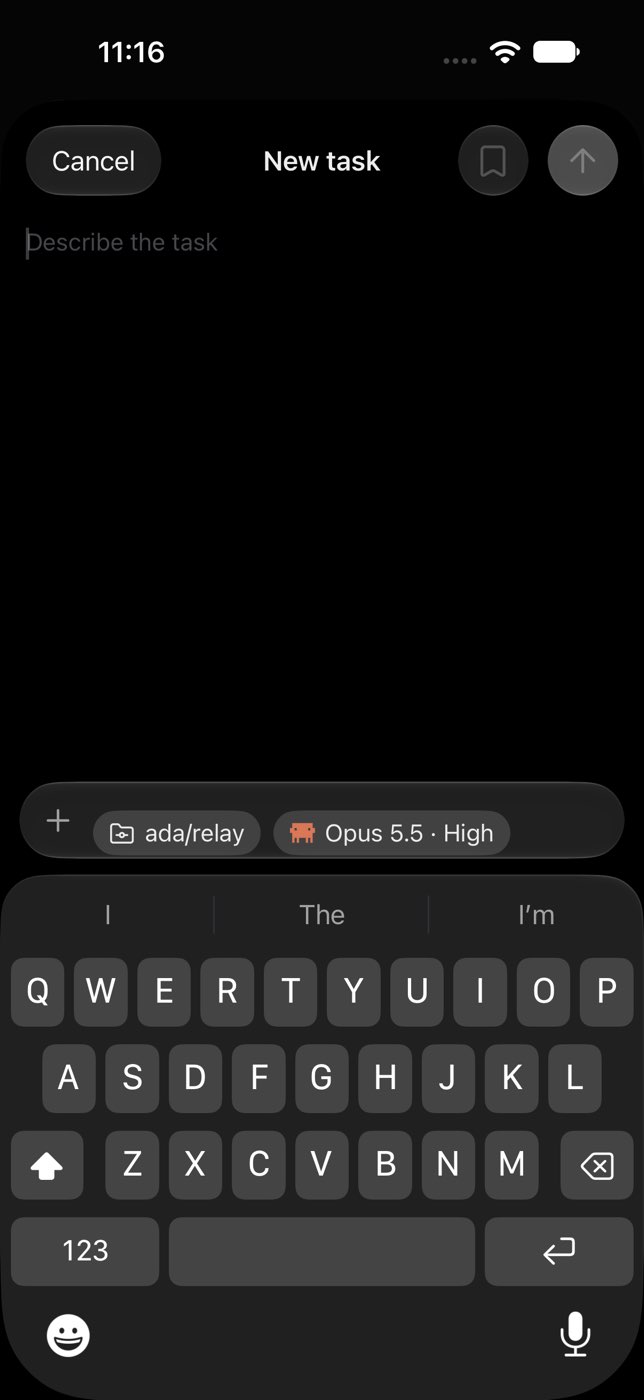 11:16
Cancel
New task
Describe the task
ada/relay
Opus 5.5 · High
I
The
I’m
Q W E R T Y U I O P
A S D F G H J K L
Z X C V B N M
123